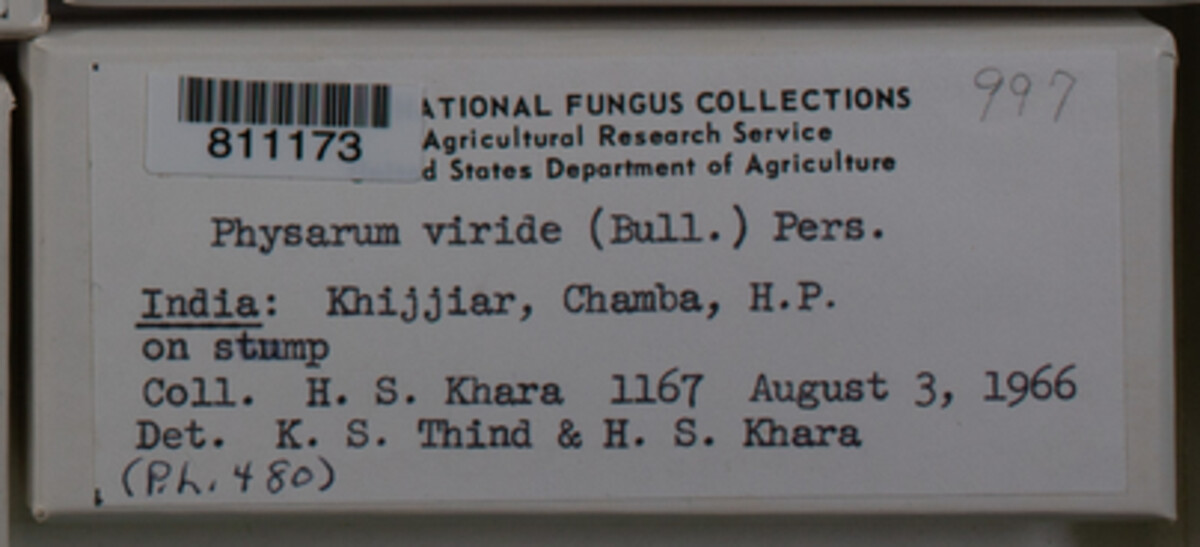 997
ATIONAL FUNGUS COLLECTIONS
811173
Agricultural Research Service
d States Department of Agriculture
Physarum viride (Bull.) Pers.
India: Khijjiar, Chamba, H.P.
on stump
Coll. H. S. Khara 1167 August 3, 1966
Det. K. S. Thind & H. S. Khara
(P.h. 480)